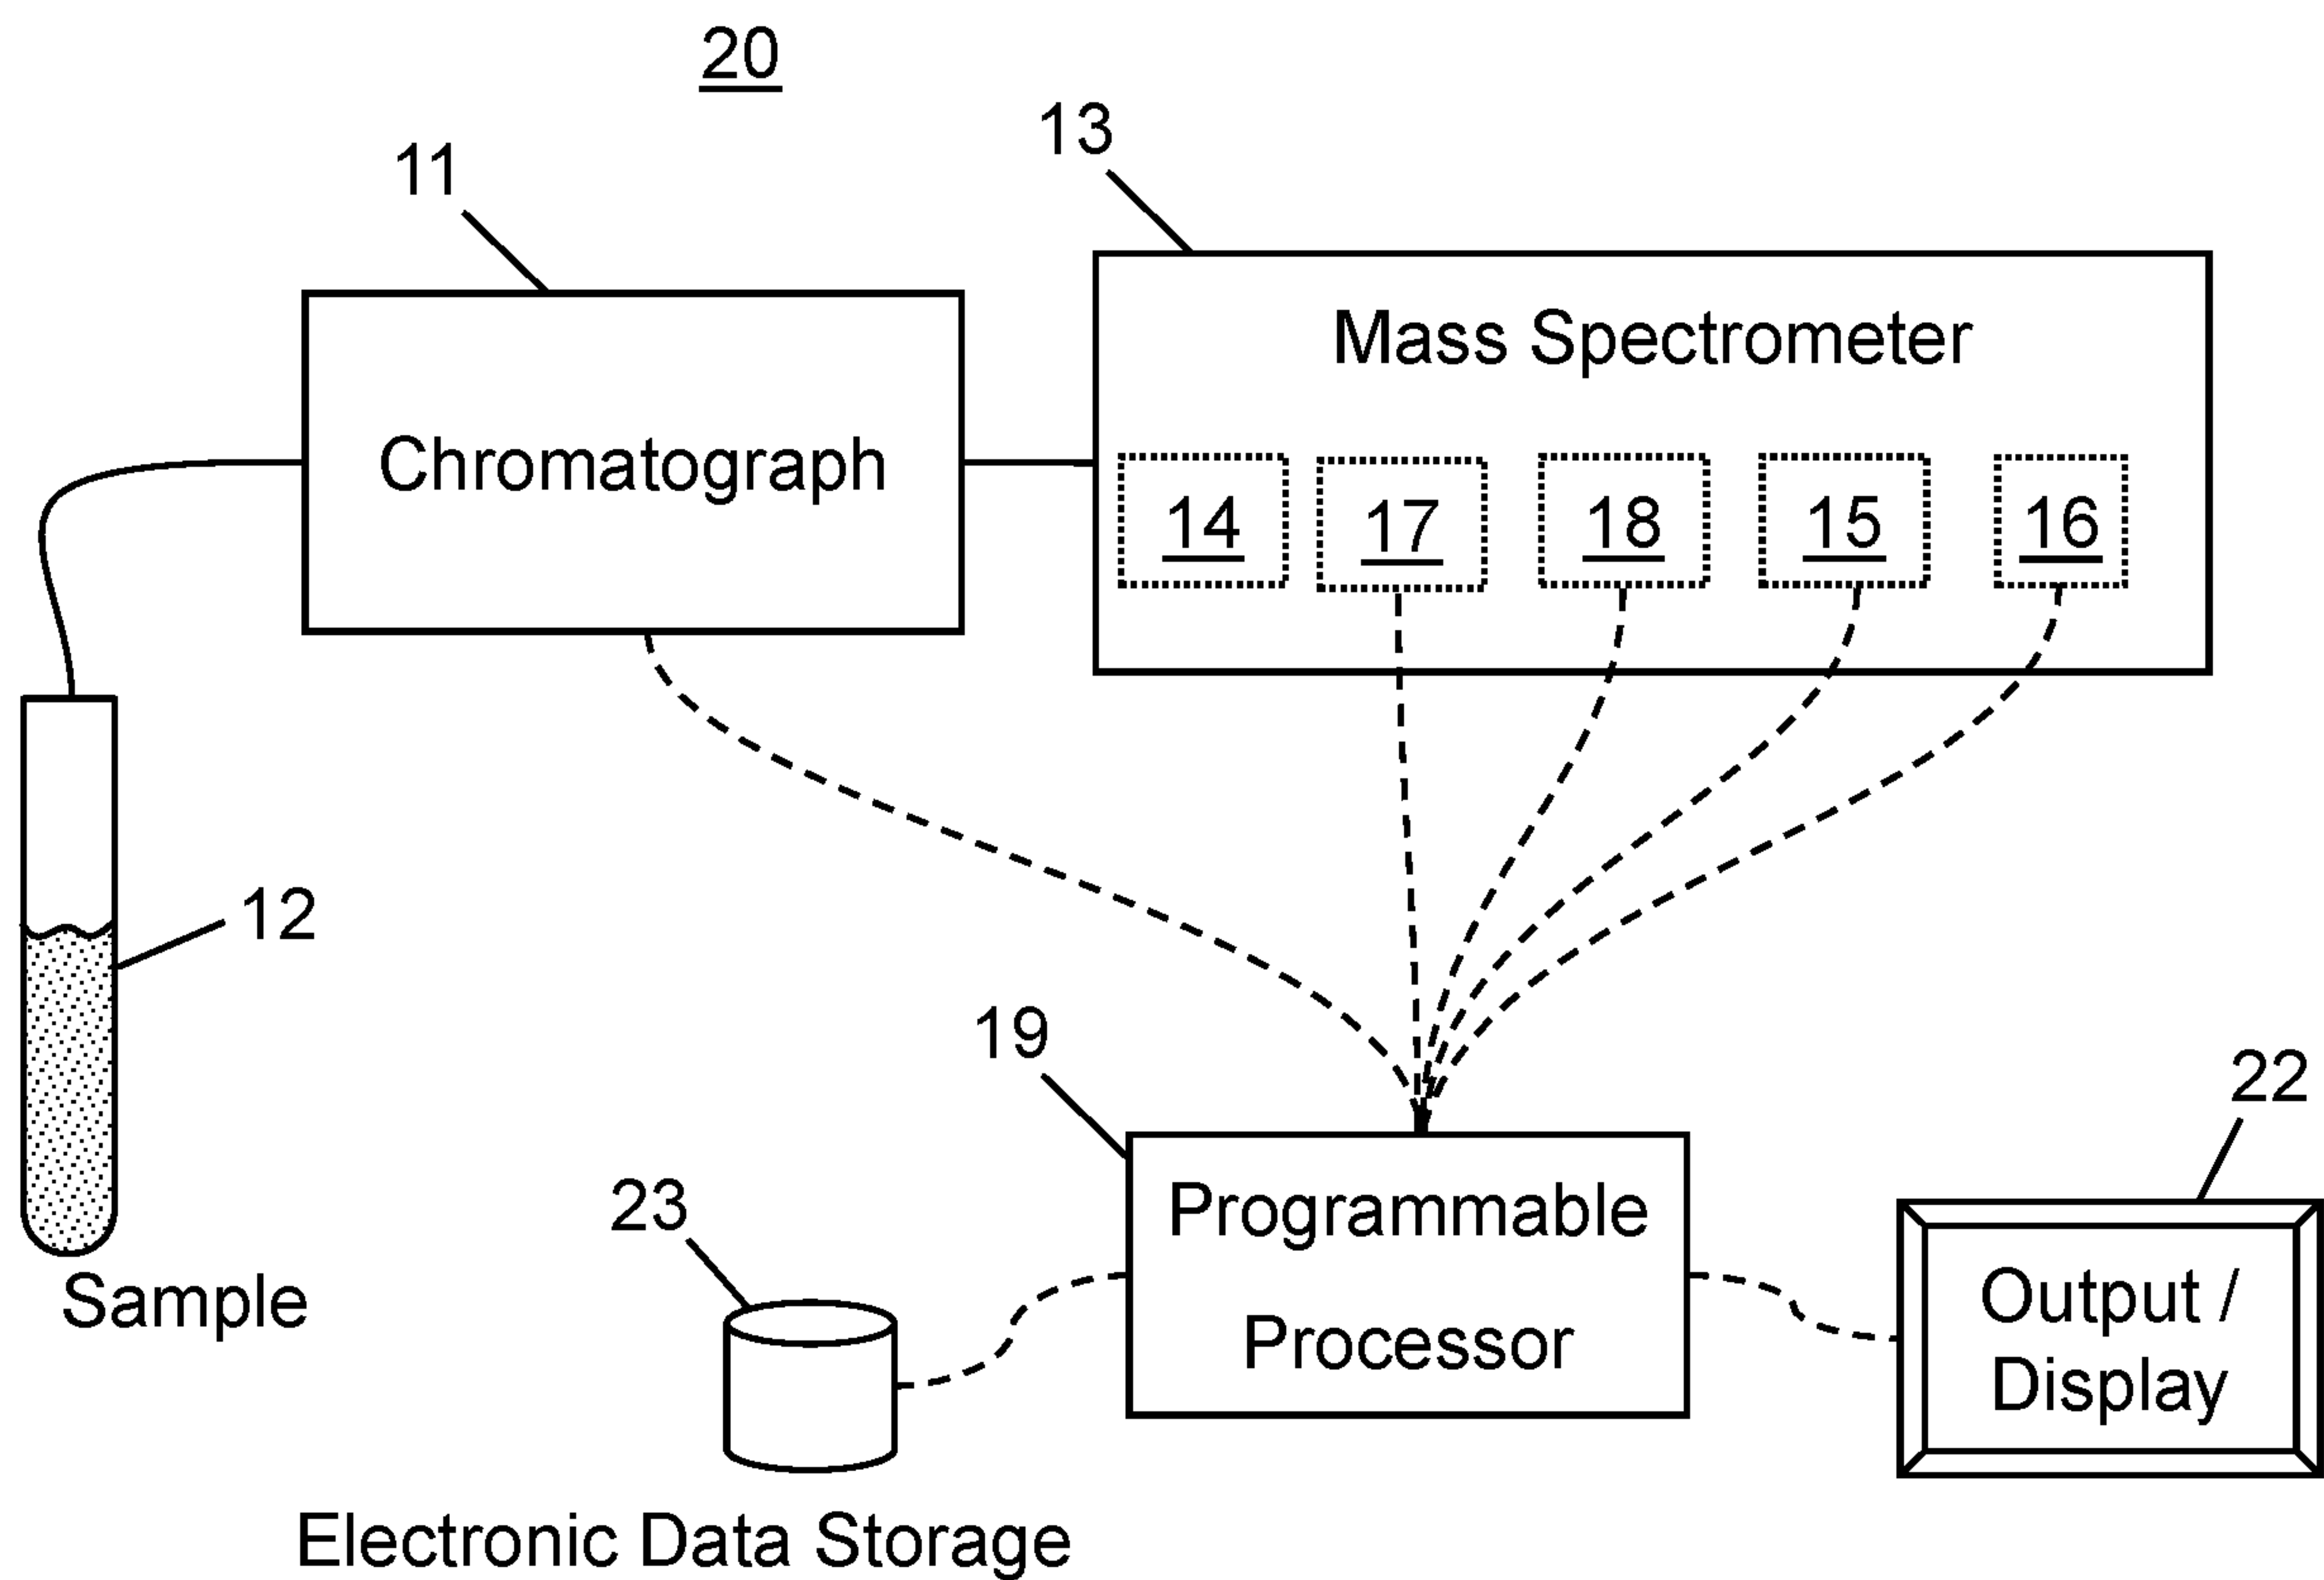 20
13
11
Mass Spectrometer
Chromatograph
14 17 18 15 16
12
19
22
23
Programmable
Processor
Sample
Output /
Display
Electronic Data Storage